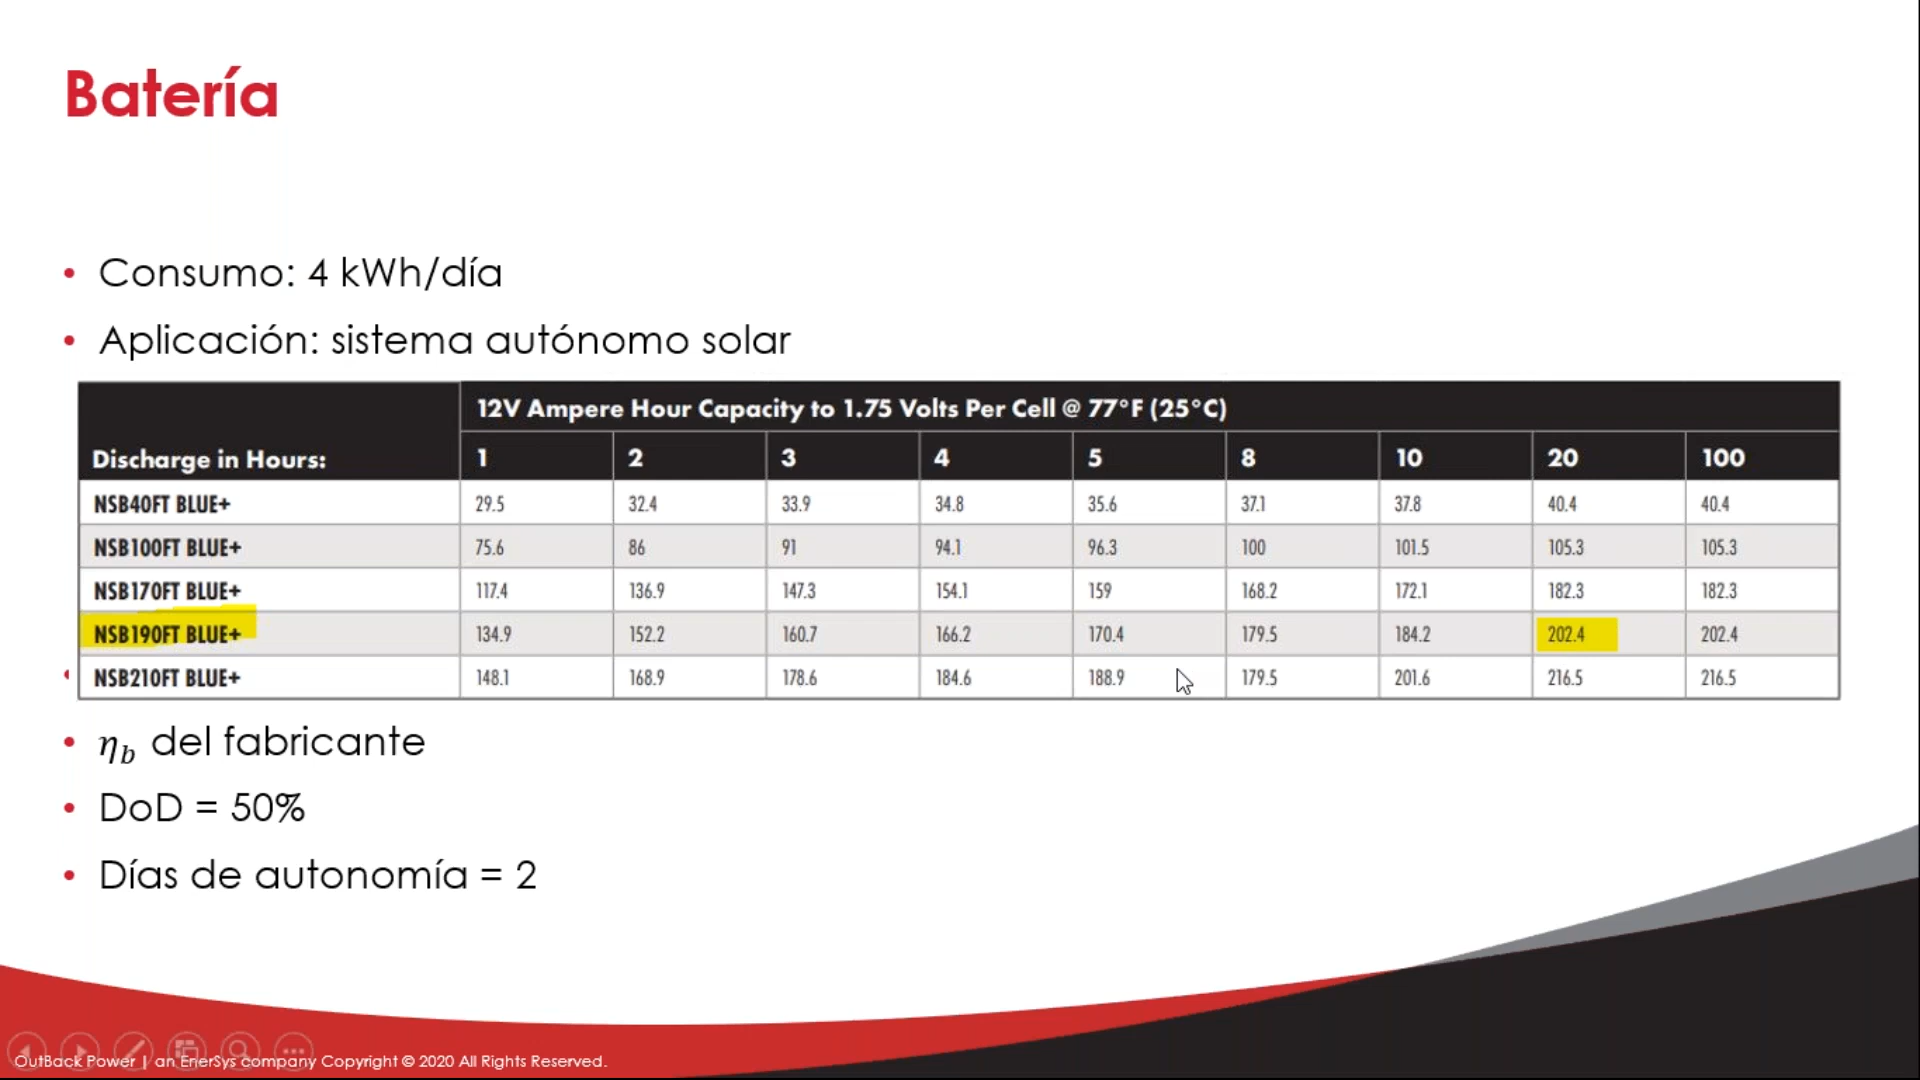 Batería
• Consumo: 4 kWh/día
• Aplicación: sistema autónomo solar
12V Ampere Hour Capacity to 1.75 Volts Per Cell @ 77°F (25°C)
Discharge in Hours: 1 2 3 4 5 8 10 20 100
NSB40FT BLUE+ 29.5 32.4 33.9 34.8 35.6 37.1 37.8 40.4 40.4
NSB100FT BLUE+ 75.6 86 91 94.1 96.3 100 101.5 105.3 105.3
NSB170FT BLUE+ 117.4 136.9 147.3 154.1 159 168.2 172.1 182.3 182.3
NSB190FT BLUE+ 134.9 152.2 160.7 166.2 170.4 179.5 184.2 202.4 202.4
NSB210FT BLUE+ 148.1 168.9 178.6 184.6 188.9 179.5 201.6 216.5 216.5
• η_b del fabricante
• DoD = 50%
• Días de autonomía = 2
OutBack Power | an EnerSys company Copyright © 2020 All Rights Reserved.